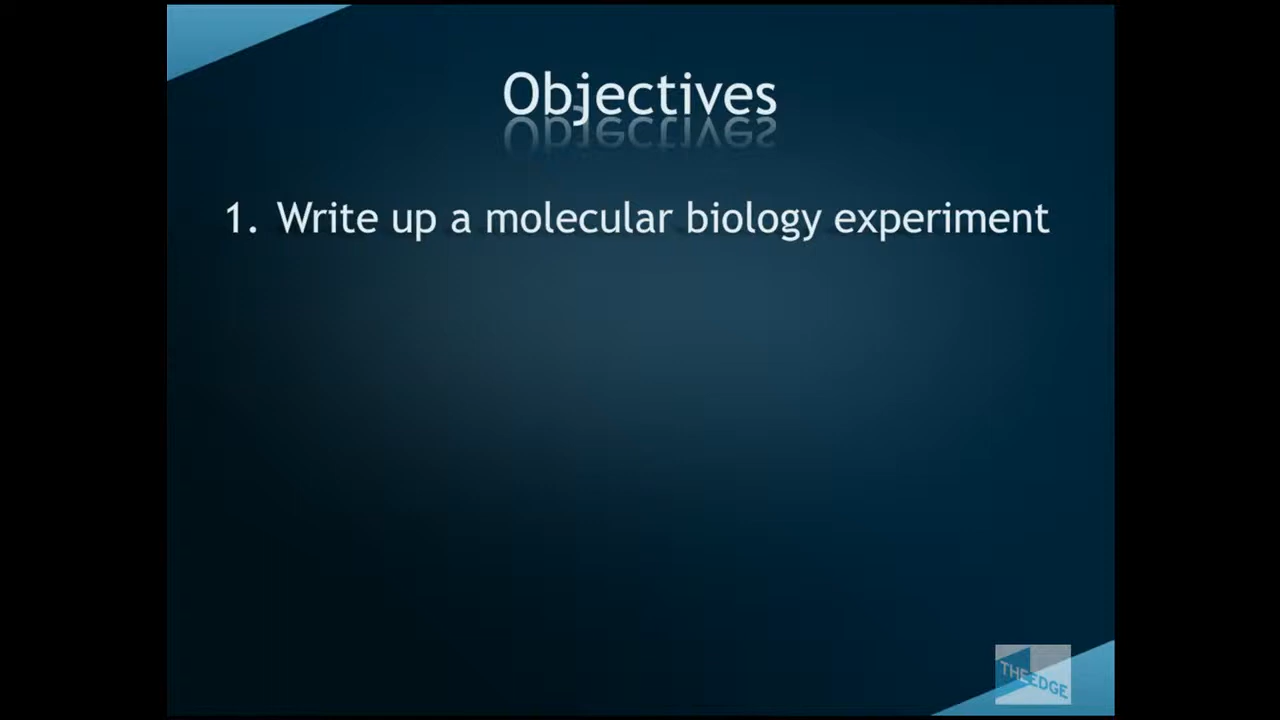 Objectives
1. Write up a molecular biology experiment
THE EDGE